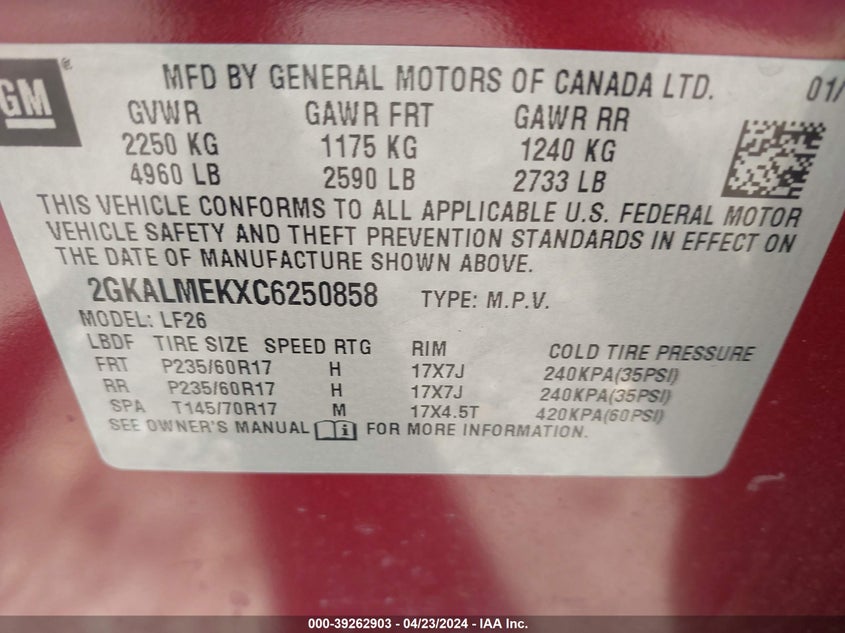 GM
MFD BY GENERAL MOTORS OF CANADA LTD. 01/
GVWR GAWR FRT GAWR RR
2250 KG 1175 KG 1240 KG
4960 LB 2590 LB 2733 LB
THIS VEHICLE CONFORMS TO ALL APPLICABLE U.S. FEDERAL MOTOR
VEHICLE SAFETY AND THEFT PREVENTION STANDARDS IN EFFECT ON
THE DATE OF MANUFACTURE SHOWN ABOVE.
2GKALMEKXC6250858 TYPE: M.P.V.
MODEL: LF26
LBDF TIRE SIZE SPEED RTG RIM COLD TIRE PRESSURE
FRT P235/60R17 H 17X7J 240KPA(35PSI)
RR P235/60R17 H 17X7J 240KPA(35PSI)
SPA T145/70R17 M 17X4.5T 420KPA(60PSI)
SEE OWNER'S MANUAL i FOR MORE INFORMATION.
000-39262903 - 04/23/2024 - IAA Inc.